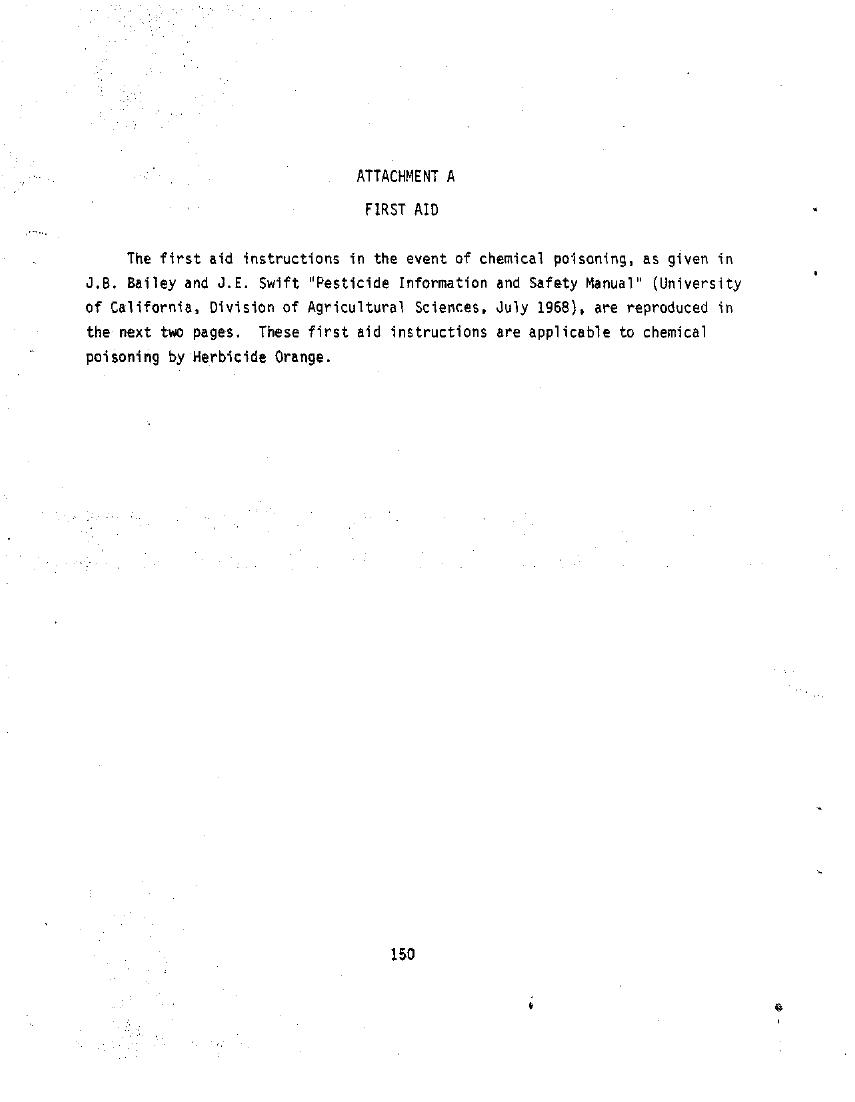 ATTACHMENT A
FIRST AID
The first aid instructions in the event of chemical poisoning, as given in
J.B. Bailey and J.E. Swift "Pesticide Information and Safety Manual" (University
of California, Division of Agricultural Sciences, July 1968), are reproduced in
the next two pages. These first aid instructions are applicable to chemical
poisoning by Herbicide Orange.
150